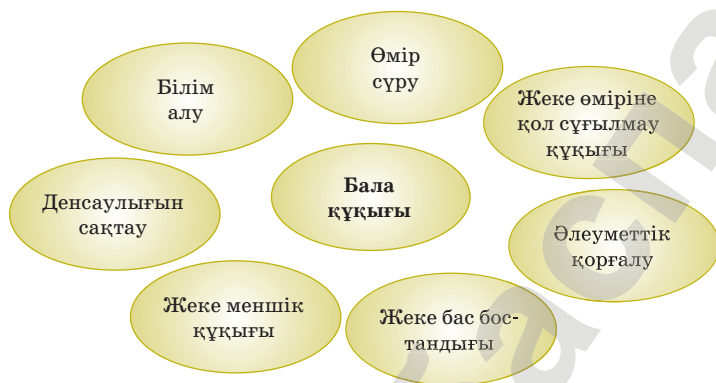 Өмір
сүру
Білім
алу
Жеке өміріне
қол сұғылмау
құқығы
Бала
құқығы
Денсаулығын
сақтау
Әлеуметтік
қорғалу
Жеке меншік
құқығы
Жеке бас бос-
тандығы